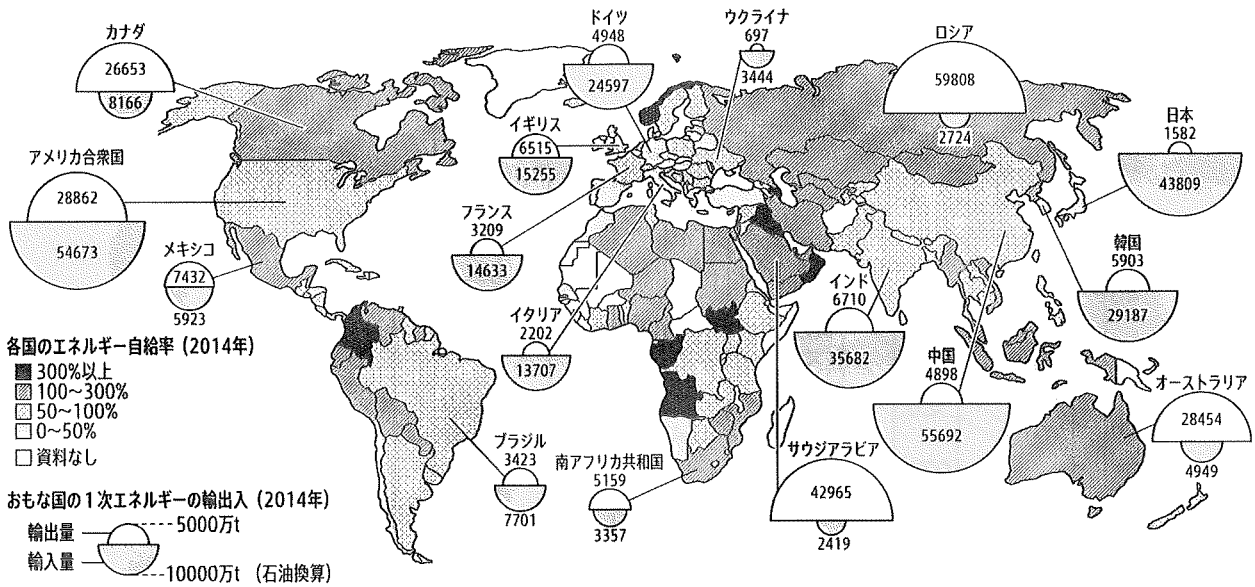 カナダ
26653
8166
アメリカ合衆国
28862
54673
メキシコ
7432
5923
ドイツ
4948
24597
ウクライナ
697
3444
イギリス
6515
15255
フランス
3209
14633
イタリア
2202
13707
ロシア
59808
2724
日本
1582
43809
韓国
5903
29187
インド
6710
35682
中国
4898
55692
オーストラリア
28454
4949
サウジアラビア
42965
2419
ブラジル
3423
7701
南アフリカ共和国
5159
3357
各国のエネルギー自給率（2014年）
300%以上
100～300%
50～100%
0～50%
資料なし
おもな国の1次エネルギーの輸出入（2014年）
輸出量
5000万t
輸入量
10000万t（石油換算）